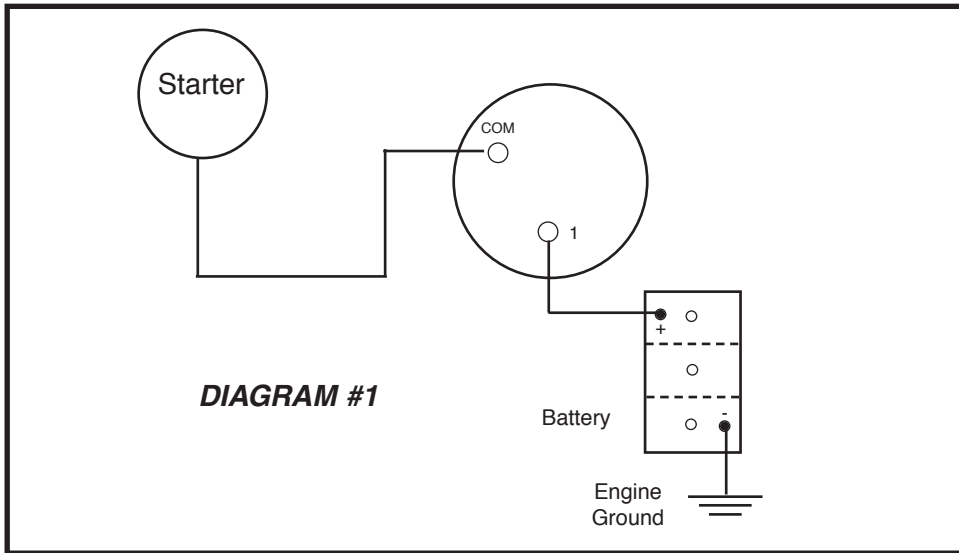 Starter
COM
1
+
DIAGRAM #1
Battery
-
Engine
Ground